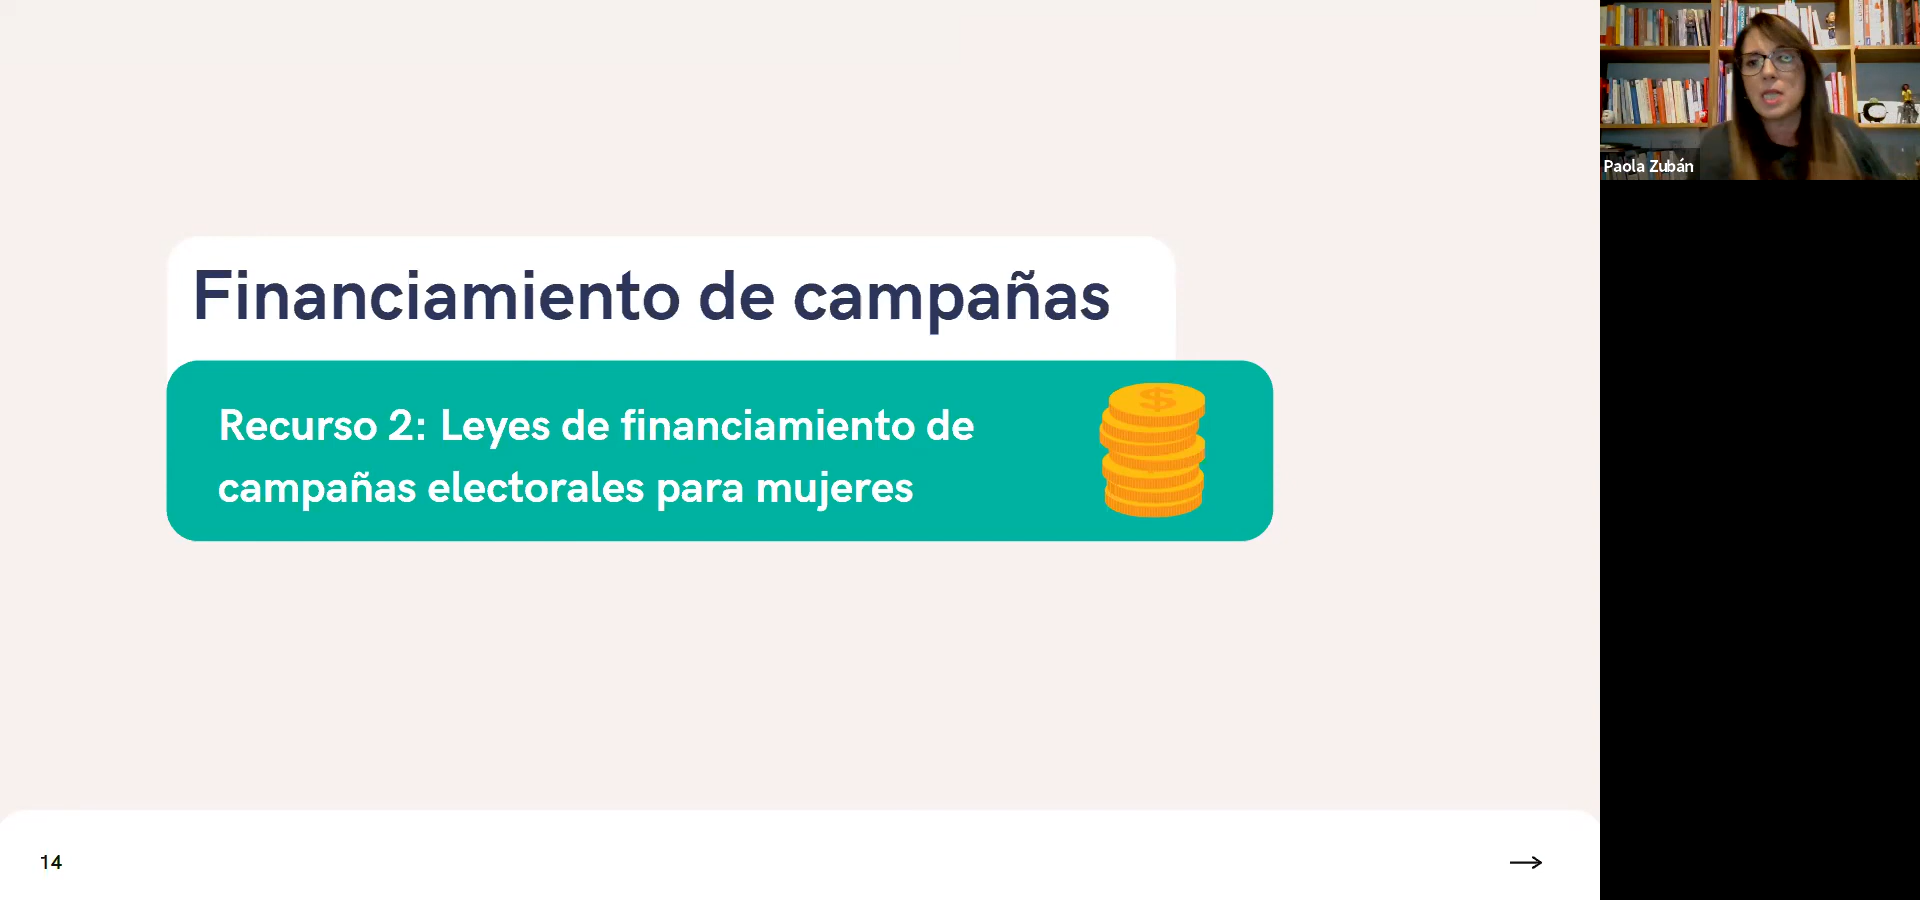 Financiamiento de campañas
Recurso 2: Leyes de financiamiento de
campañas electorales para mujeres
$
14
Paola Zubán